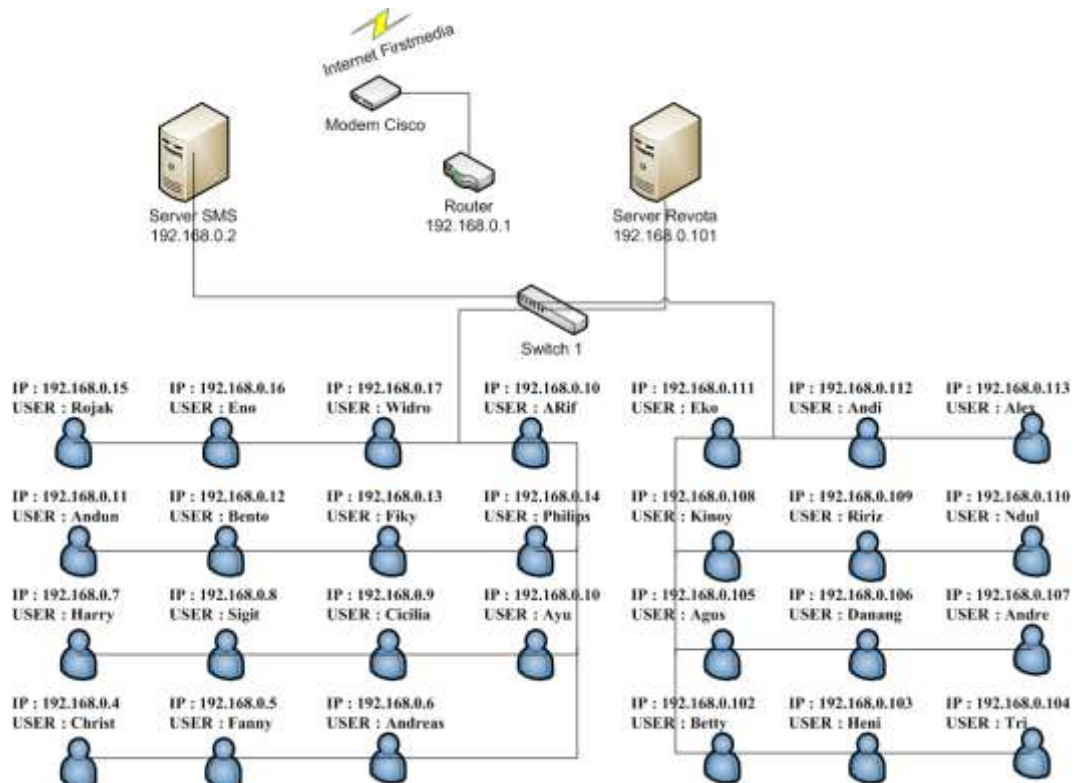 Internet Firstmedia
Modem Cisco
Router
192.168.0.1
Server SMS
192.168.0.2
Server Revota
192.168.0.101
Switch 1
IP : 192.168.0.15
USER : Rojak
IP : 192.168.0.16
USER : Eno
IP : 192.168.0.17
USER : Widro
IP : 192.168.0.10
USER : ARif
IP : 192.168.0.111
USER : Eko
IP : 192.168.0.112
USER : Andi
IP : 192.168.0.113
USER : Alex
IP : 192.168.0.11
USER : Andun
IP : 192.168.0.12
USER : Bento
IP : 192.168.0.13
USER : Fiky
IP : 192.168.0.14
USER : Philips
IP : 192.168.0.108
USER : Kinoy
IP : 192.168.0.109
USER : Ririz
IP : 192.168.0.110
USER : Ndul
IP : 192.168.0.7
USER : Harry
IP : 192.168.0.8
USER : Sigit
IP : 192.168.0.9
USER : Cicilia
IP : 192.168.0.10
USER : Ayu
IP : 192.168.0.105
USER : Agus
IP : 192.168.0.106
USER : Danang
IP : 192.168.0.107
USER : Andre
IP : 192.168.0.4
USER : Christ
IP : 192.168.0.5
USER : Fanny
IP : 192.168.0.6
USER : Andreas
IP : 192.168.0.102
USER : Betty
IP : 192.168.0.103
USER : Heni
IP : 192.168.0.104
USER : Tri